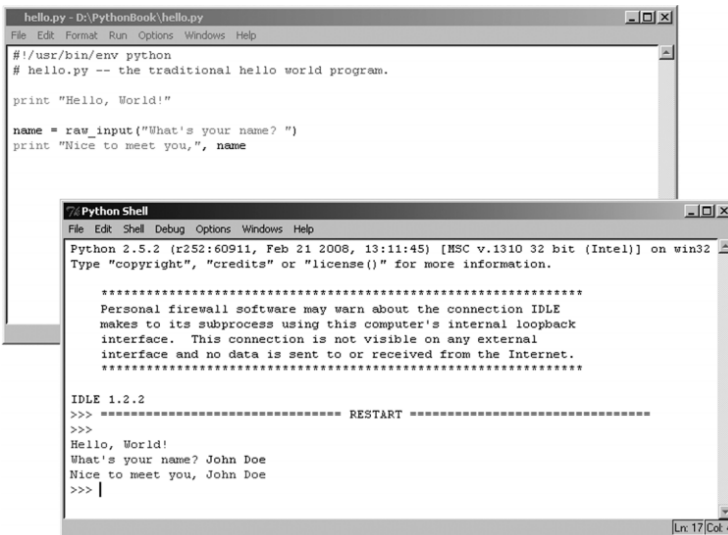 hello.py - D:\PythonBook\hello.py
File Edit Format Run Options Windows Help
#!/usr/bin/env python
# hello.py -- the traditional hello world program.
print "Hello, World!"
name = raw_input("What's your name? ")
print "Nice to meet you,", name
Python Shell
File Edit Shell Debug Options Windows Help
Python 2.5.2 (r252:60911, Feb 21 2008, 13:11:45) [MSC v.1310 32 bit (Intel)] on win32
Type "copyright", "credits" or "license()" for more information.
****************************************************************
Personal firewall software may warn about the connection IDLE
makes to its subprocess using this computer's internal loopback
interface.  This connection is not visible on any external
interface and no data is sent to or received from the Internet.
****************************************************************
IDLE 1.2.2
>>> ================================ RESTART ================================
>>>
Hello, World!
What's your name? John Doe
Nice to meet you, John Doe
>>>
Ln: 17 Col: 4